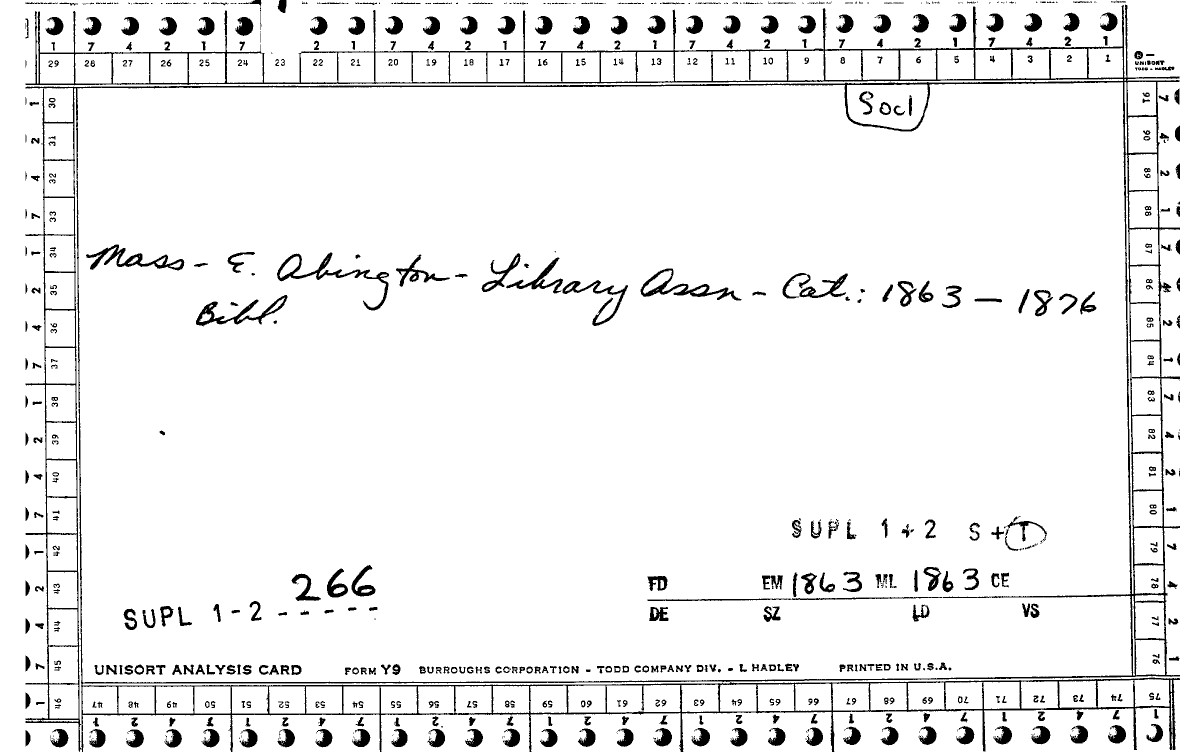 7 4 2 1 7 2 1 7 4 2 1 7 4 2 1 7 4 2 1 7 4 2 1 7 4 2 1
29 28 27 26 25 24 23 22 21 20 19 18 17 16 15 14 13 12 11 10 9 8 7 6 5 4 3 2 1
UNISORT
TODD - HADLEY
Socl
Mass - E. Abington - Library Assn - Cat.: 1863 - 1876
Bibl.
SUPL 1+2 S+T
266
SUPL 1-2 -----
FD EM 1863 ML 1863 CE
DE SZ LD VS
UNISORT ANALYSIS CARD FORM Y9 BURROUGHS CORPORATION - TODD COMPANY DIV. - L HADLEY PRINTED IN U.S.A.
30 31 32 33 34 35 36 37 38 39 40 41 42 43 44 45 46
1 2 4 7 1 2 4 7 1 2 4 7 1 2 4 7 1
47 48 49 50 51 52 53 54 55 56 57 58 59 60 61 62 63 64 65 66 67 68 69 70 71 72 73 74 75
91 90 89 88 87 86 85 84 83 82 81 80 79 78 77 76
7 4 2 1 7 4 2 1 7 4 2 1 7 4 2 1